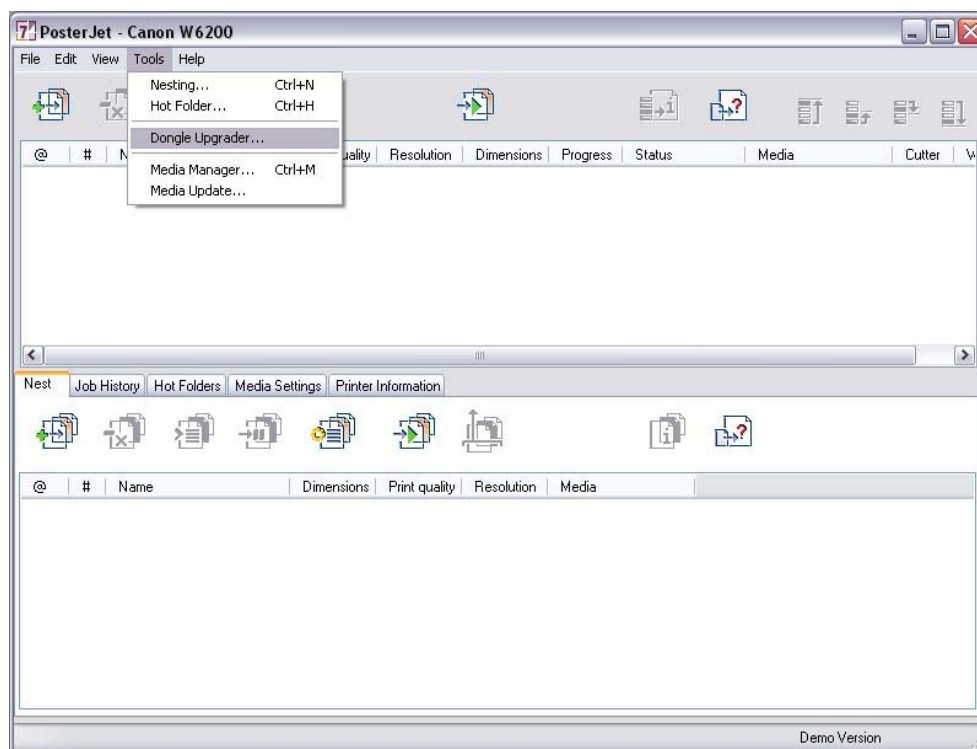 7 PosterJet - Canon W6200
File Edit View Tools Help
Nesting... Ctrl+N
Hot Folder... Ctrl+H
Dongle Upgrader...
Media Manager... Ctrl+M
Media Update...
@ # N uality Resolution Dimensions Progress Status Media Cutter W
Nest Job History Hot Folders Media Settings Printer Information
@ # Name Dimensions Print quality Resolution Media
Demo Version